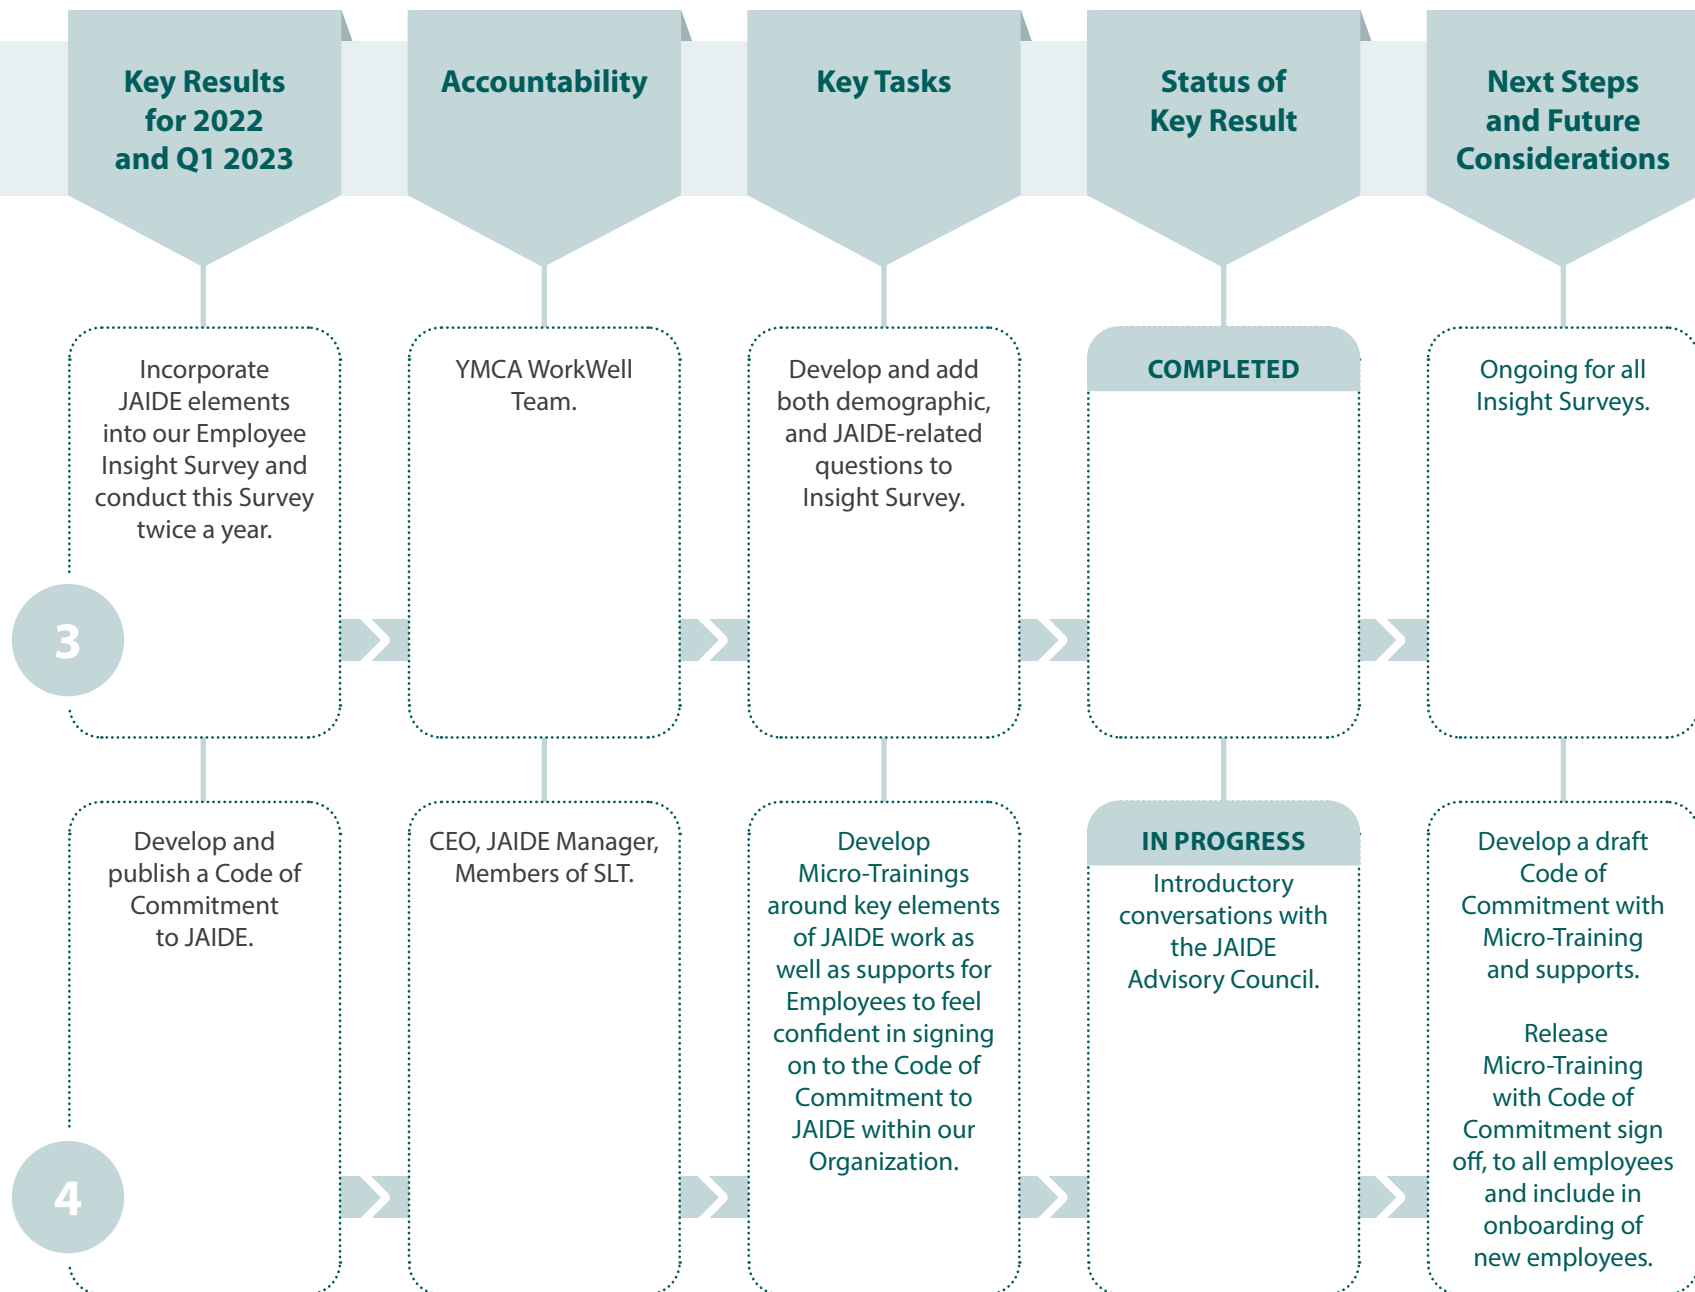 Key Results
for 2022
and Q1 2023
Accountability
Key Tasks
Status of
Key Result
Next Steps
and Future
Considerations
3
Incorporate
JAIDE elements
into our Employee
Insight Survey and
conduct this Survey
twice a year.
YMCA WorkWell
Team.
Develop and add
both demographic,
and JAIDE-related
questions to
Insight Survey.
COMPLETED
Ongoing for all
Insight Surveys.
4
Develop and
publish a Code of
Commitment
to JAIDE.
CEO, JAIDE Manager,
Members of SLT.
Develop
Micro-Trainings
around key elements
of JAIDE work as
well as supports for
Employees to feel
confident in signing
on to the Code of
Commitment to
JAIDE within our
Organization.
IN PROGRESS
Introductory
conversations with
the JAIDE
Advisory Council.
Develop a draft
Code of
Commitment with
Micro-Training
and supports.
Release
Micro-Training
with Code of
Commitment sign
off, to all employees
and include in
onboarding of
new employees.